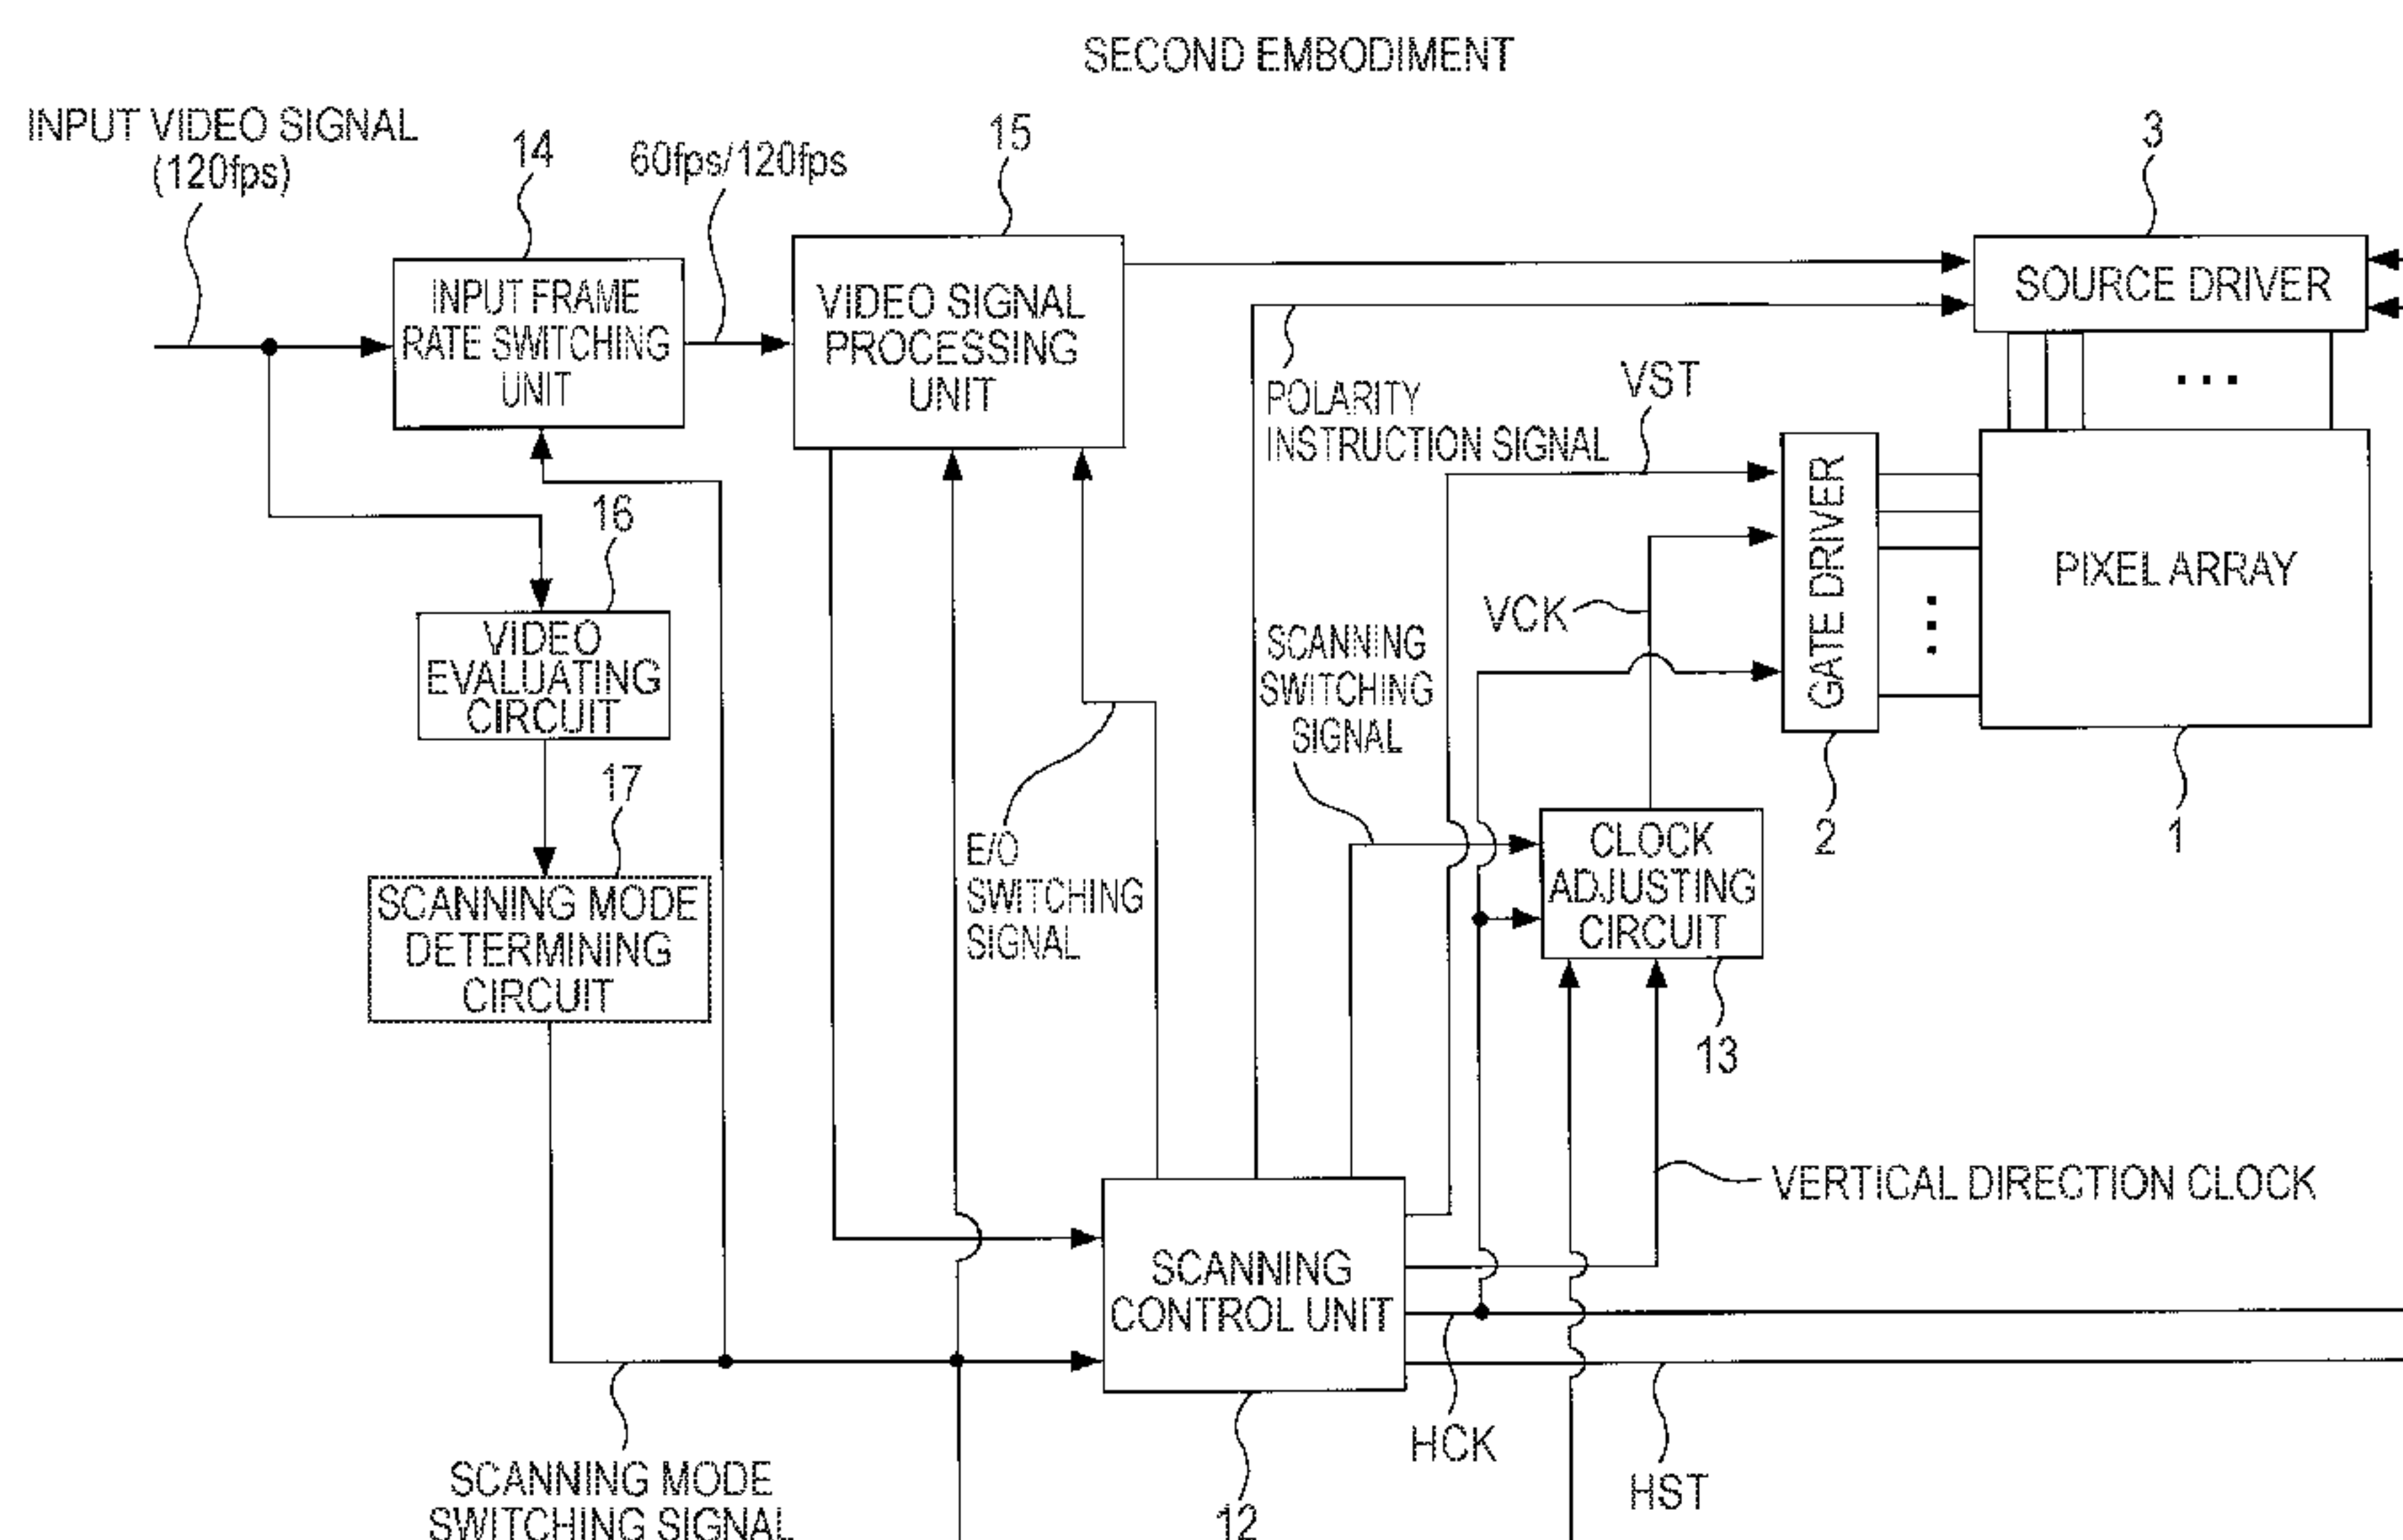 SECOND EMBODIMENT
INPUT VIDEO SIGNAL
(120fps)
14
60fps/120fps
15
3
INPUT FRAME
RATE SWITCHING
UNIT
VIDEO SIGNAL
PROCESSING
UNIT
SOURCE DRIVER
POLARITY
INSTRUCTION SIGNAL
VST
...
16
GATE DRIVER
PIXEL ARRAY
VCK
VIDEO
EVALUATING
CIRCUIT
SCANNING
SWITCHING
SIGNAL
17
2
1
E/O
SWITCHING
SIGNAL
CLOCK
ADJUSTING
CIRCUIT
SCANNING MODE
DETERMINING
CIRCUIT
13
VERTICAL DIRECTION CLOCK
SCANNING
CONTROL UNIT
HCK
HST
SCANNING MODE
SWITCHING SIGNAL
12